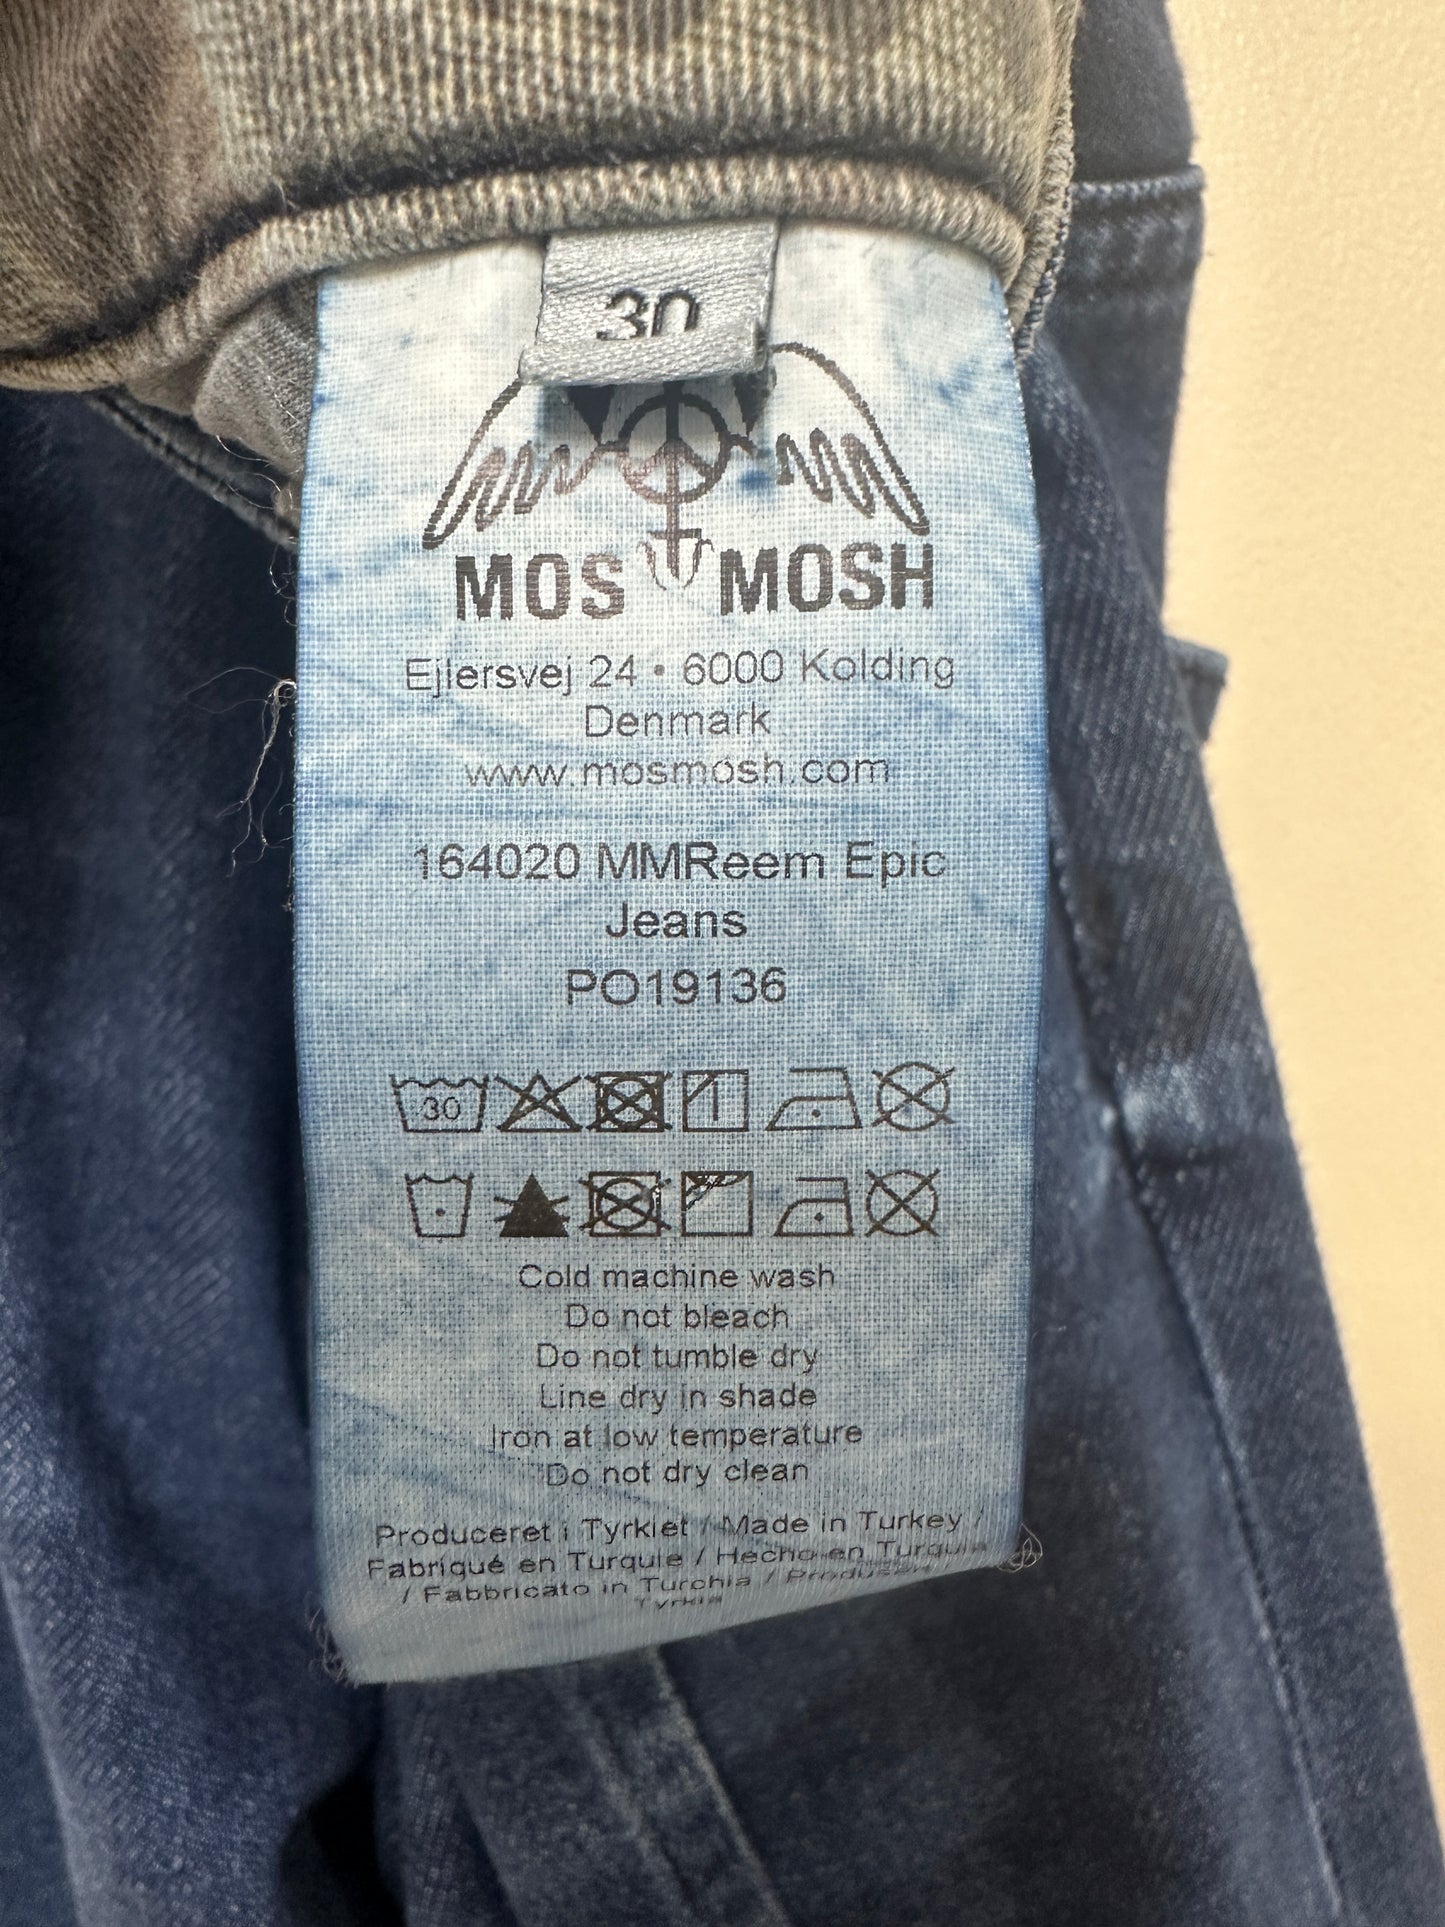 30
MOS MOSH
Ejlersvej 24 • 6000 Kolding
Denmark
www.mosmosh.com
164020 MMReem Epic
Jeans
PO19136
30
Cold machine wash
Do not bleach
Do not tumble dry
Line dry in shade
Iron at low temperature
Do not dry clean
Produceret i Tyrkiet / Made in Turkey /
Fabriqué en Turquie / Hecho en Turquia
/ Fabbricato in Turchia /